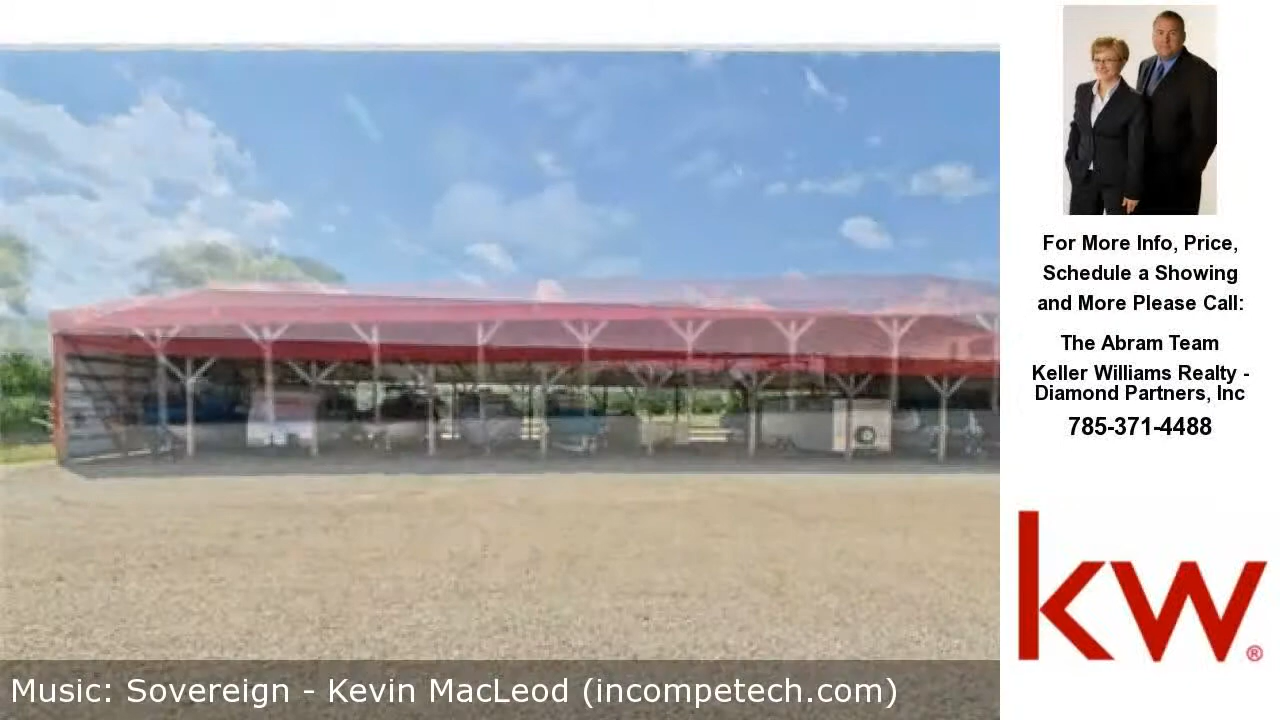 For More Info, Price,
Schedule a Showing
and More Please Call:
The Abram Team
Keller Williams Realty -
Diamond Partners, Inc
785-371-4488
kw®
Music: Sovereign - Kevin MacLeod (incompetech.com)